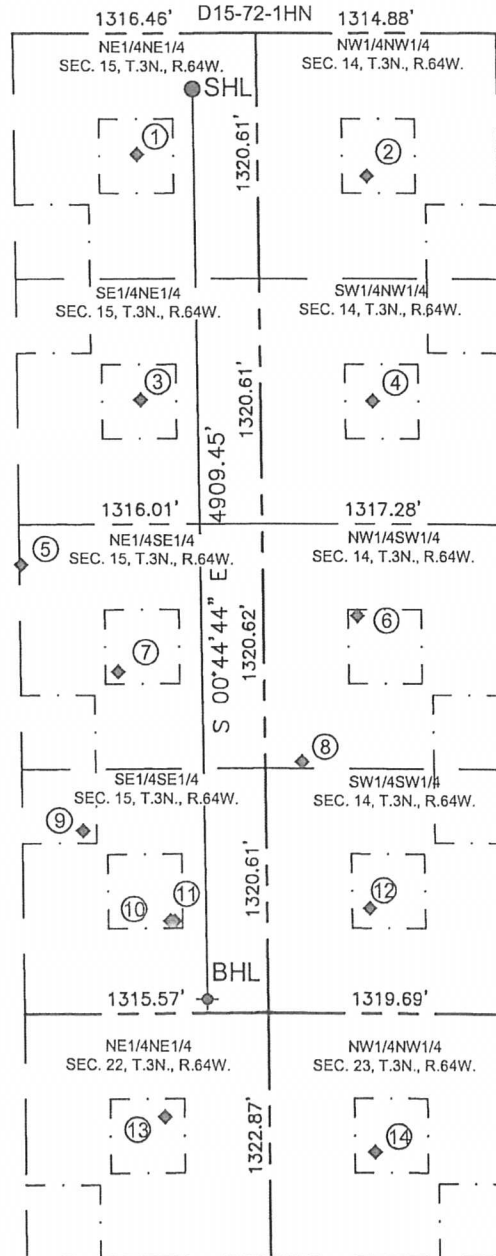 D15-72-1HN
1316.46' 1314.88'
NE1/4NE1/4
SEC. 15, T.3N., R.64W.
NW1/4NW1/4
SEC. 14, T.3N., R.64W.
SHL
1
2
1320.61'
SE1/4NE1/4
SEC. 15, T.3N., R.64W.
SW1/4NW1/4
SEC. 14, T.3N., R.64W.
3
4
1320.61'
S 00°44'44" E 4909.45'
1316.01' 1317.28'
NE1/4SE1/4
SEC. 15, T.3N., R.64W.
NW1/4SW1/4
SEC. 14, T.3N., R.64W.
5
6
7
1320.62'
8
SE1/4SE1/4
SEC. 15, T.3N., R.64W.
SW1/4SW1/4
SEC. 14, T.3N., R.64W.
9
10
11
12
1320.61'
BHL
1315.57' 1319.69'
NE1/4NE1/4
SEC. 22, T.3N., R.64W.
NW1/4NW1/4
SEC. 23, T.3N., R.64W.
13
14
1322.87'